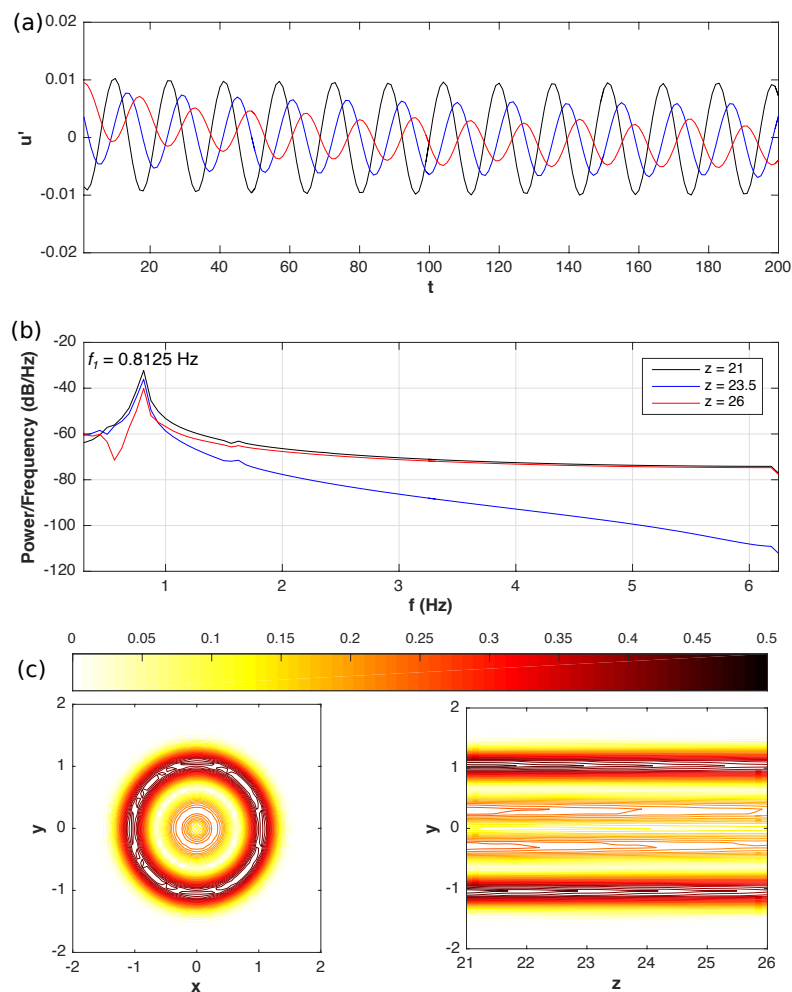 (a)
0.02
0.01
0
-0.01
-0.02
u'
20 40 60 80 100 120 140 160 180 200
t
(b)
-20
-40
-60
-80
-100
-120
Power/Frequency (dB/Hz)
f1 = 0.8125 Hz
z = 21
z = 23.5
z = 26
1 2 3 4 5 6
f (Hz)
(c)
0 0.05 0.1 0.15 0.2 0.25 0.3 0.35 0.4 0.45 0.5
2
1
0
-1
-2
y
-2 -1 0 1 2
x
2
1
0
-1
-2
y
21 22 23 24 25 26
z